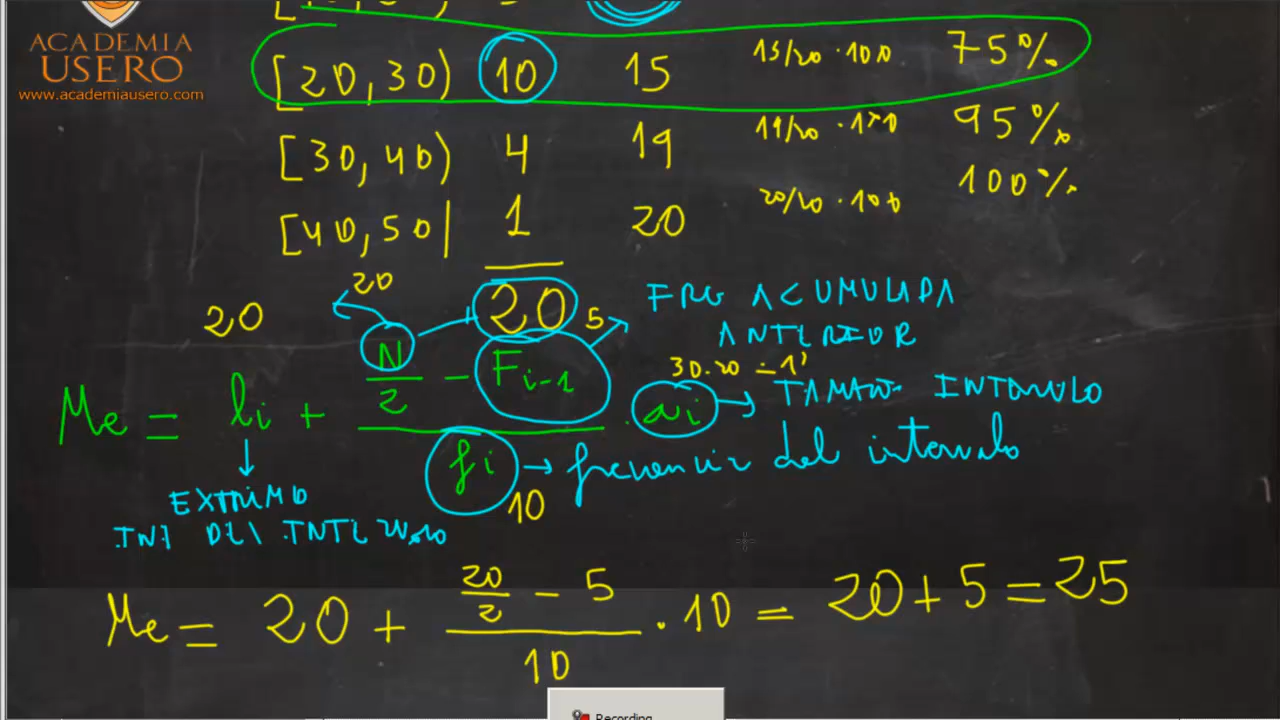 ACADEMIA
USERO
www.academiausero.com
[20,30) 10 15 15/20 · 100 75%
[30,40) 4 19 19/20 · 100 95%
[40,50] 1 20 20/20 · 100 100%
20 20 20 5 FRE ACUMULADA
ANTERIOR
30-20 = 1'
Me = li + (N/2 - Fi-1)/fi · ai → TAMAÑO INTERVALO
→ frecuencia del intervalo
10
EXTREMO
INF DEL INTERVALO
Me = 20 + (20/2 - 5)/10 · 10 = 20 + 5 = 25
Recording